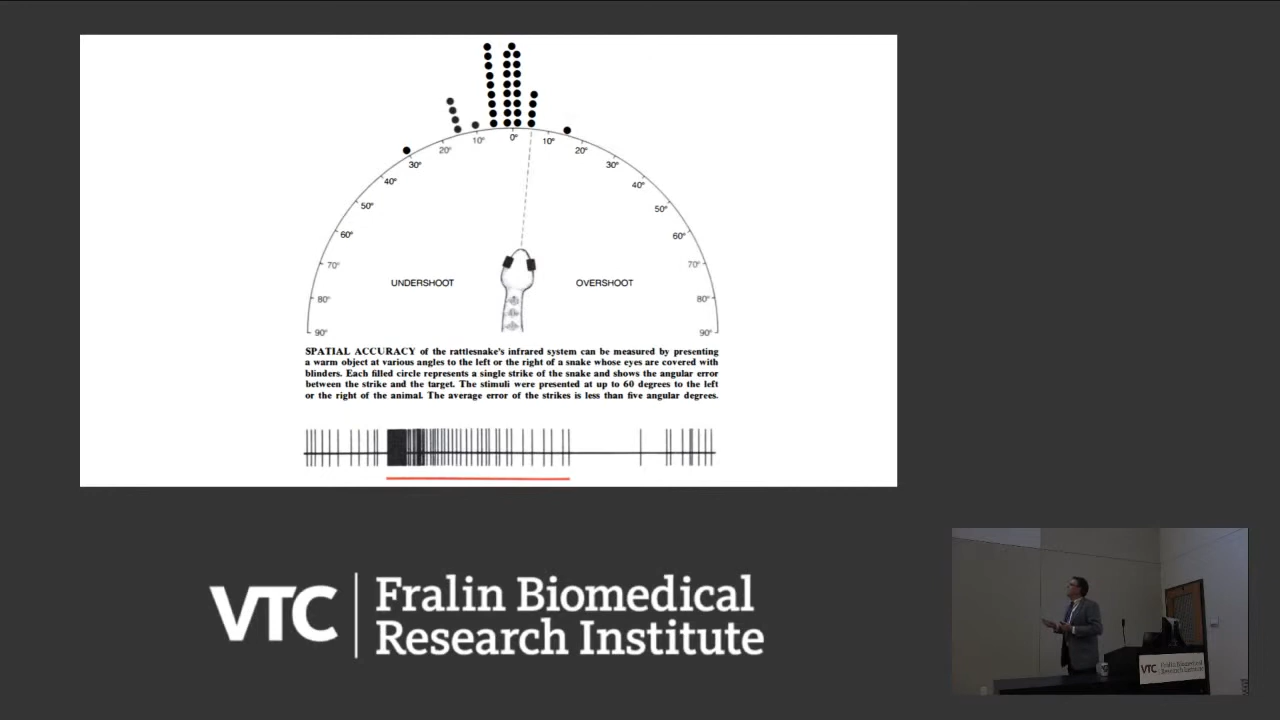 0°
10°
10°
20°
20°
30°
30°
40°
40°
50°
50°
60°
60°
70°
70°
80°
80°
90°
90°
UNDERSHOOT
OVERSHOOT
SPATIAL ACCURACY of the rattlesnake's infrared system can be measured by presenting
a warm object at various angles to the left or the right of a snake whose eyes are covered with
blinders. Each filled circle represents a single strike of the snake and shows the angular error
between the strike and the target. The stimuli were presented at up to 60 degrees to the left
or the right of the animal. The average error of the strikes is less than five angular degrees.
VTC
Fralin Biomedical
Research Institute
VTC
Fralin Biomedical
Research Institute